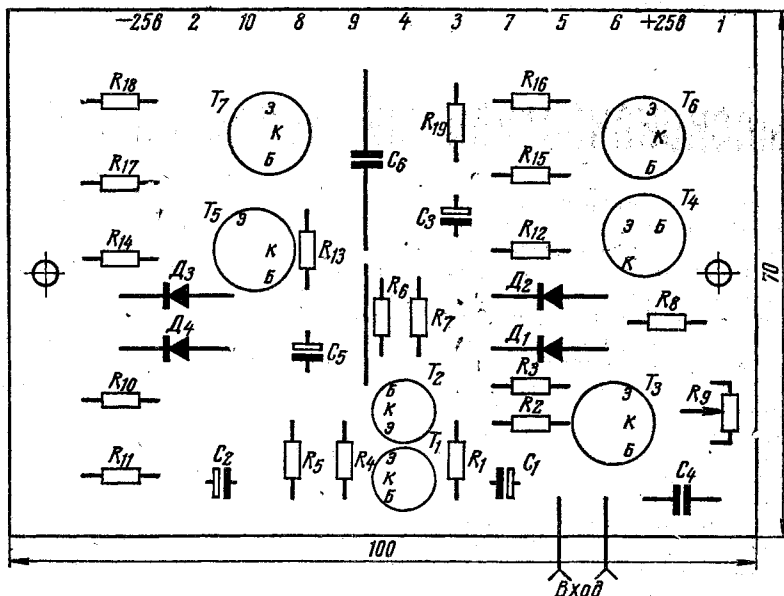 −25в 2 10 8 9 4 3 7 5 6 +25в 1
R18 T7 Э К Б R16 T6 Э К Б
R19
R17 C6 R15
T5 Э К Б C3 T4 Э Б К
R14 R13 R12
Д3 R6 R7 Д2 R8
Д4 C5 Д1
T2 Б К Э R3 T3 Э К Б R9
R10 R2
T1 Э К Б
R11 C2 R5 R4 R1 C1 C4
70
100
Вход